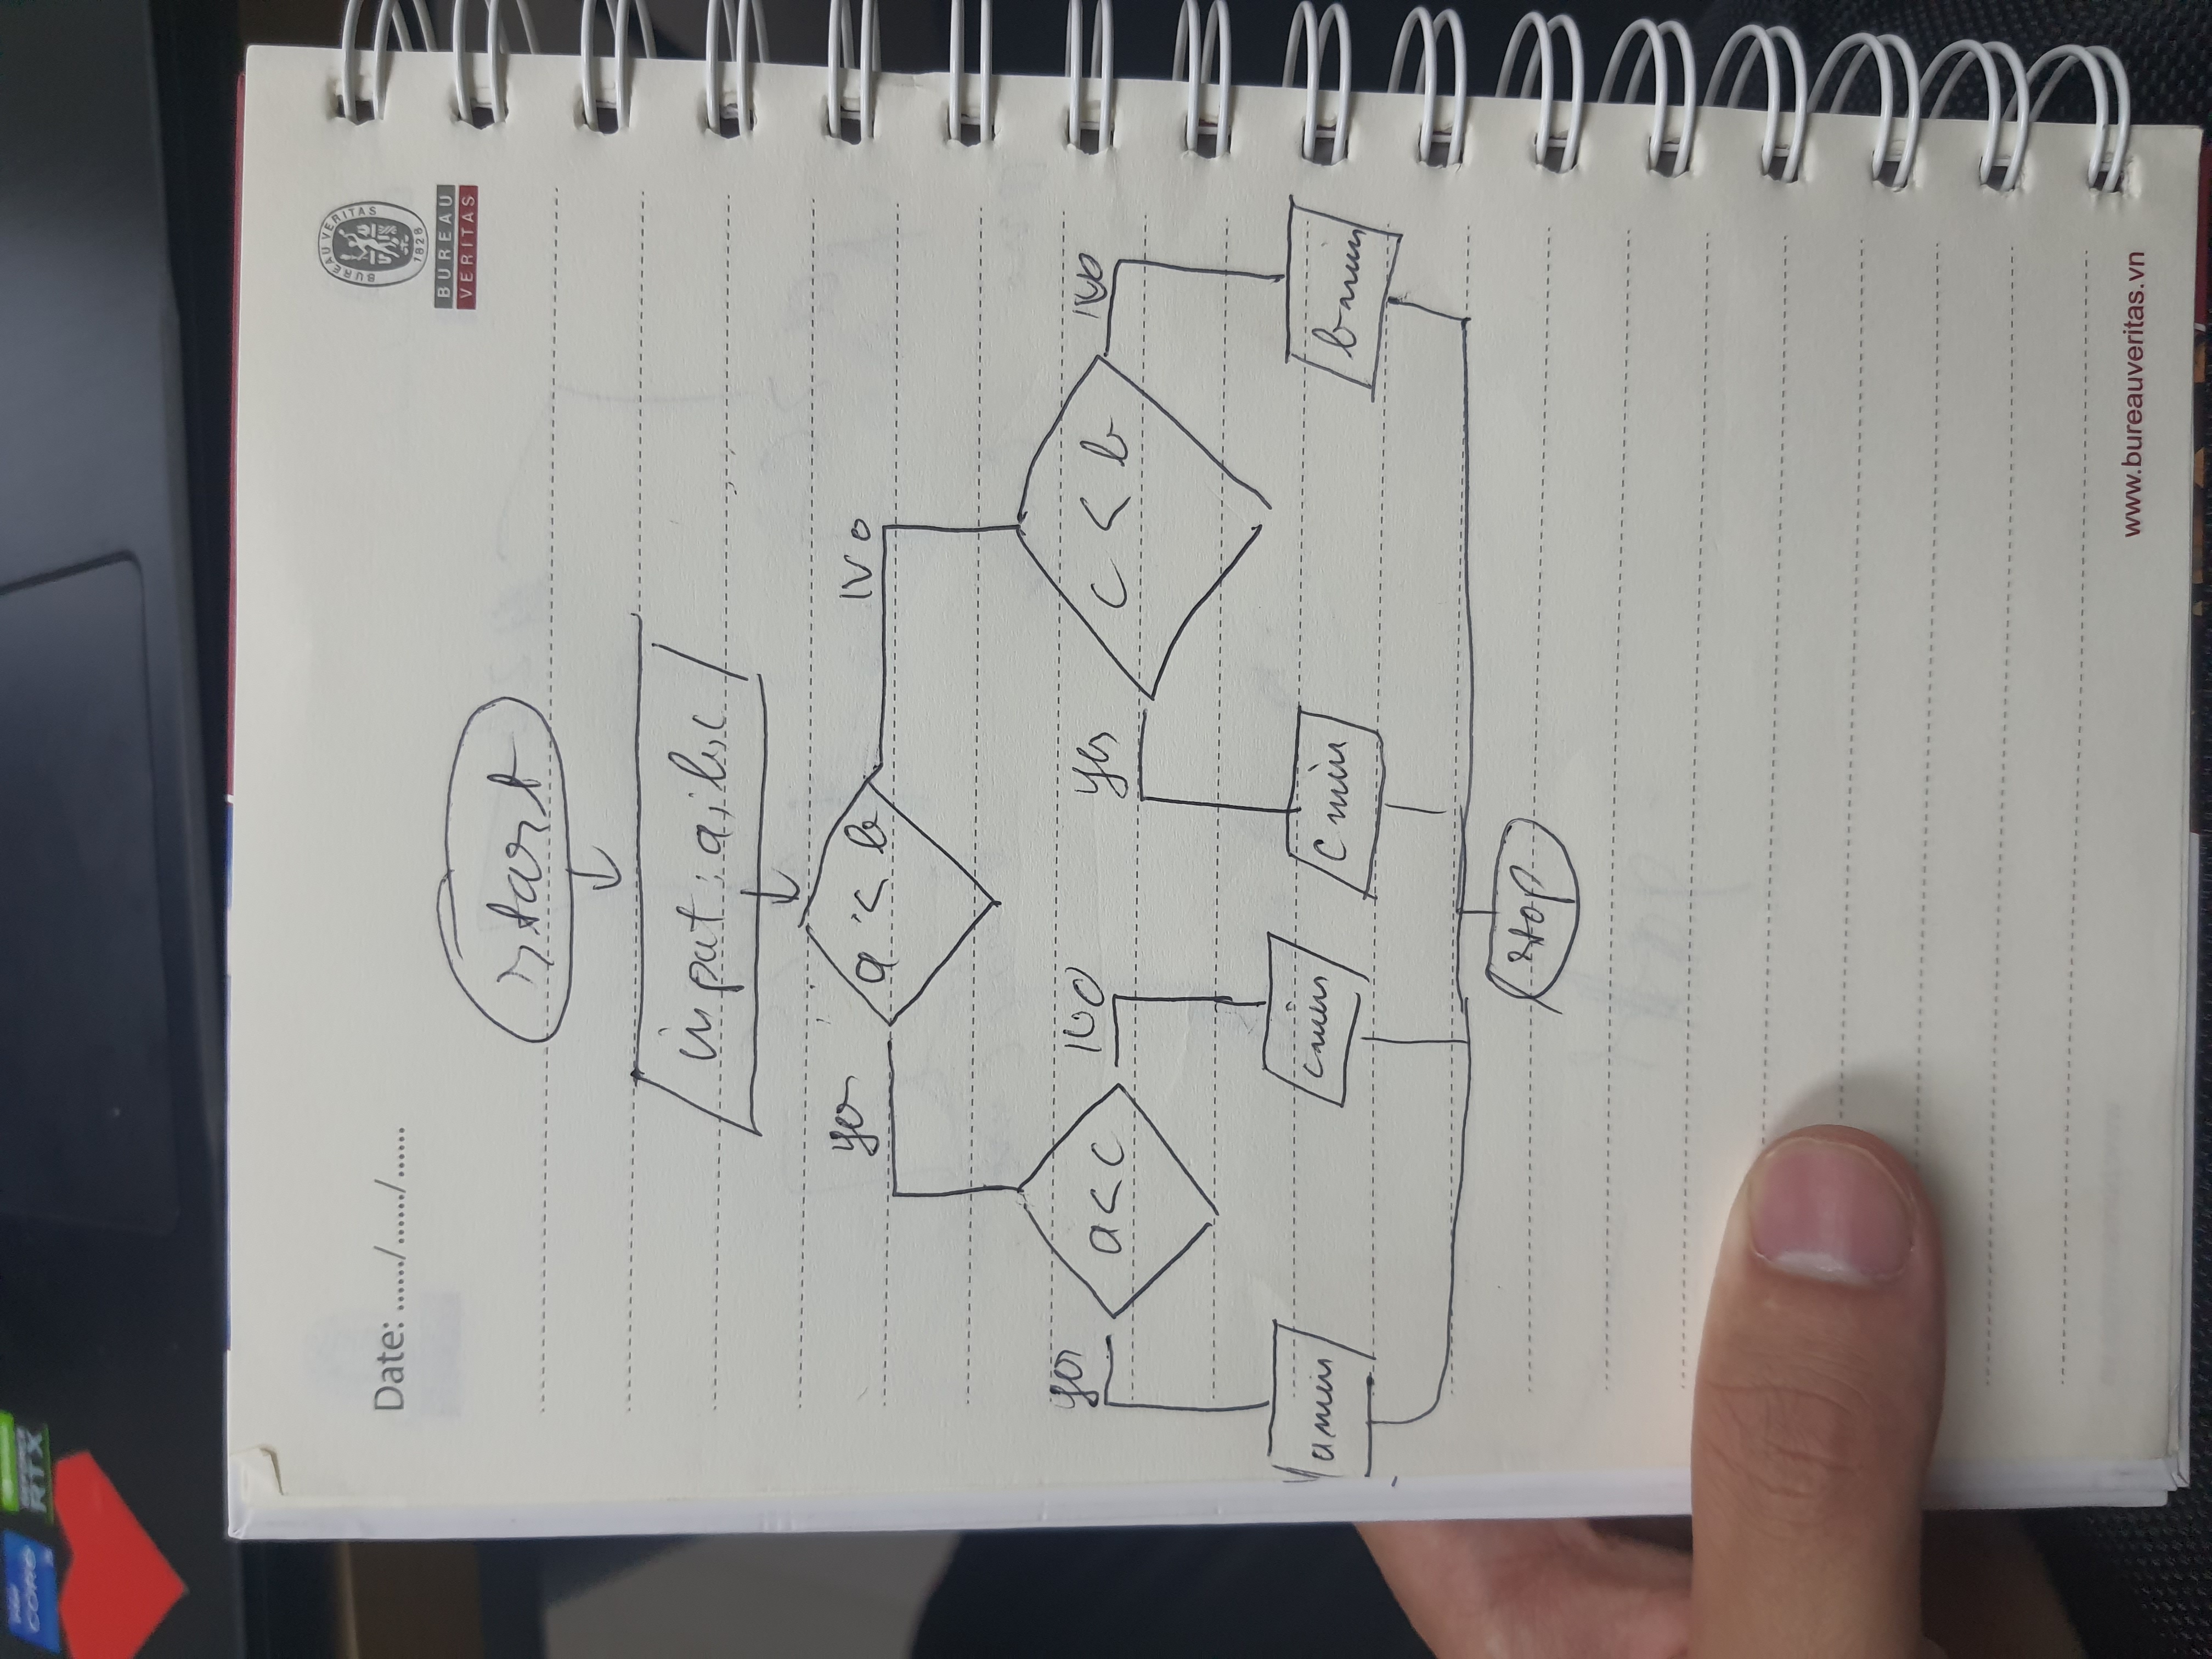 CORE
GEFORCE
RTX
Date: ....../....../......
BUREAU VERITAS
1828
BUREAU
VERITAS
start
input: a; b, c
yes
a < b
No
yes
a < c
NO
yes
c < b
No
a min
c min
c min
b min
stop
www.bureauveritas.vn